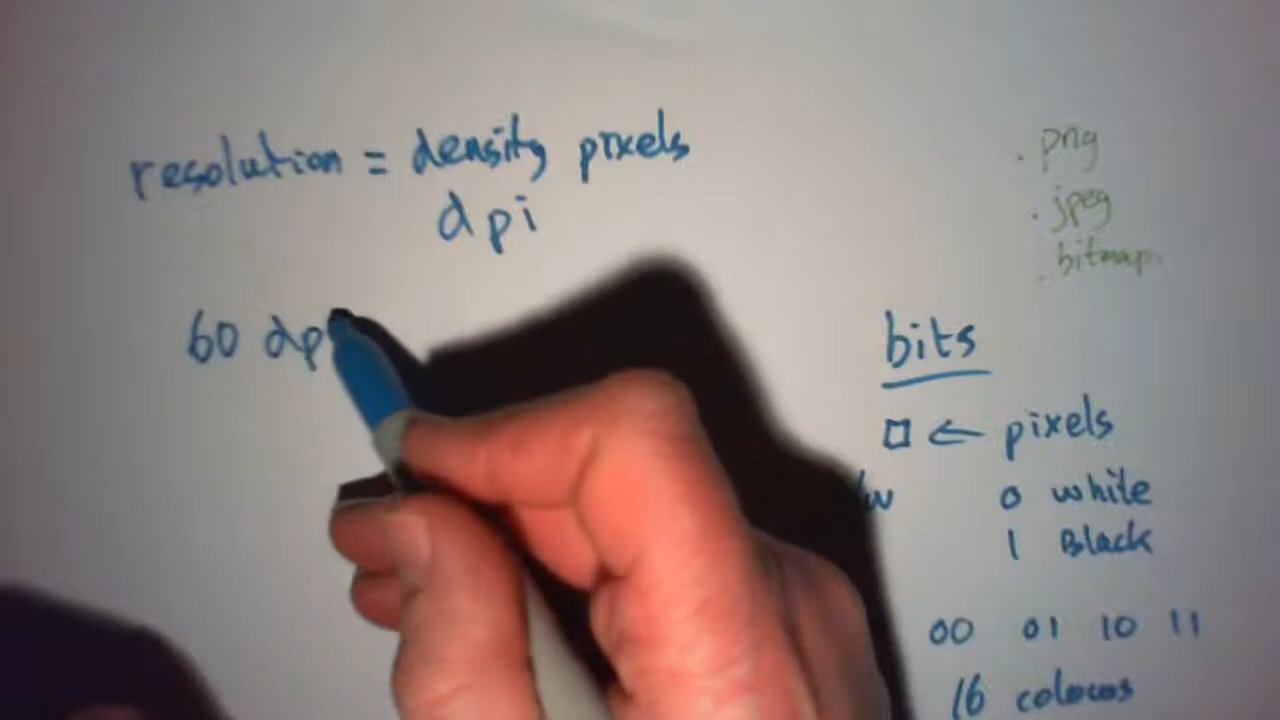 resolution = density pixels
dpi
60 dp
.png
.jpeg
.bitmap
bits
□ ← pixels
0 white
1 Black
00 01 10 11
16 colours